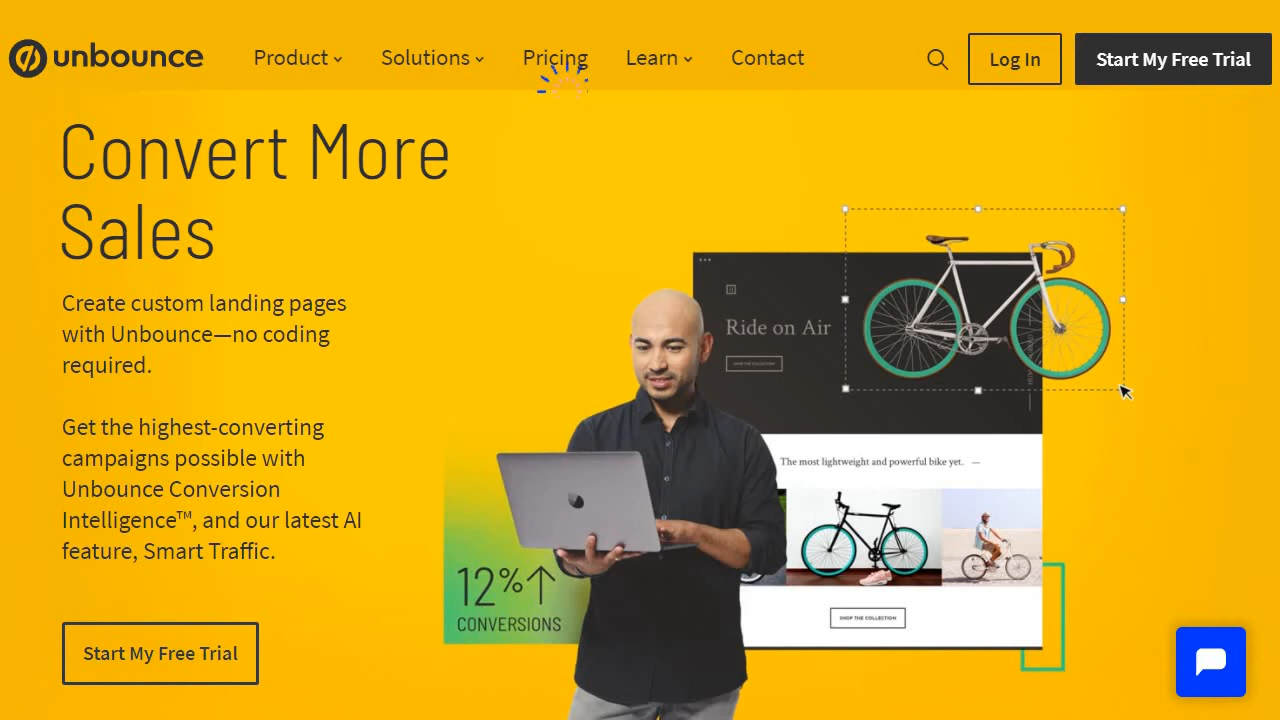 unbounce
Product
Solutions
Pricing
Learn
Contact
Log In
Start My Free Trial
Convert More
Sales
Create custom landing pages
with Unbounce—no coding
required.
Get the highest-converting
campaigns possible with
Unbounce Conversion
Intelligence™, and our latest AI
feature, Smart Traffic.
Start My Free Trial
12%↑
CONVERSIONS
Ride on Air
SHOP THE COLLECTION
The most lightweight and powerful bike yet. —
SHOP THE COLLECTION